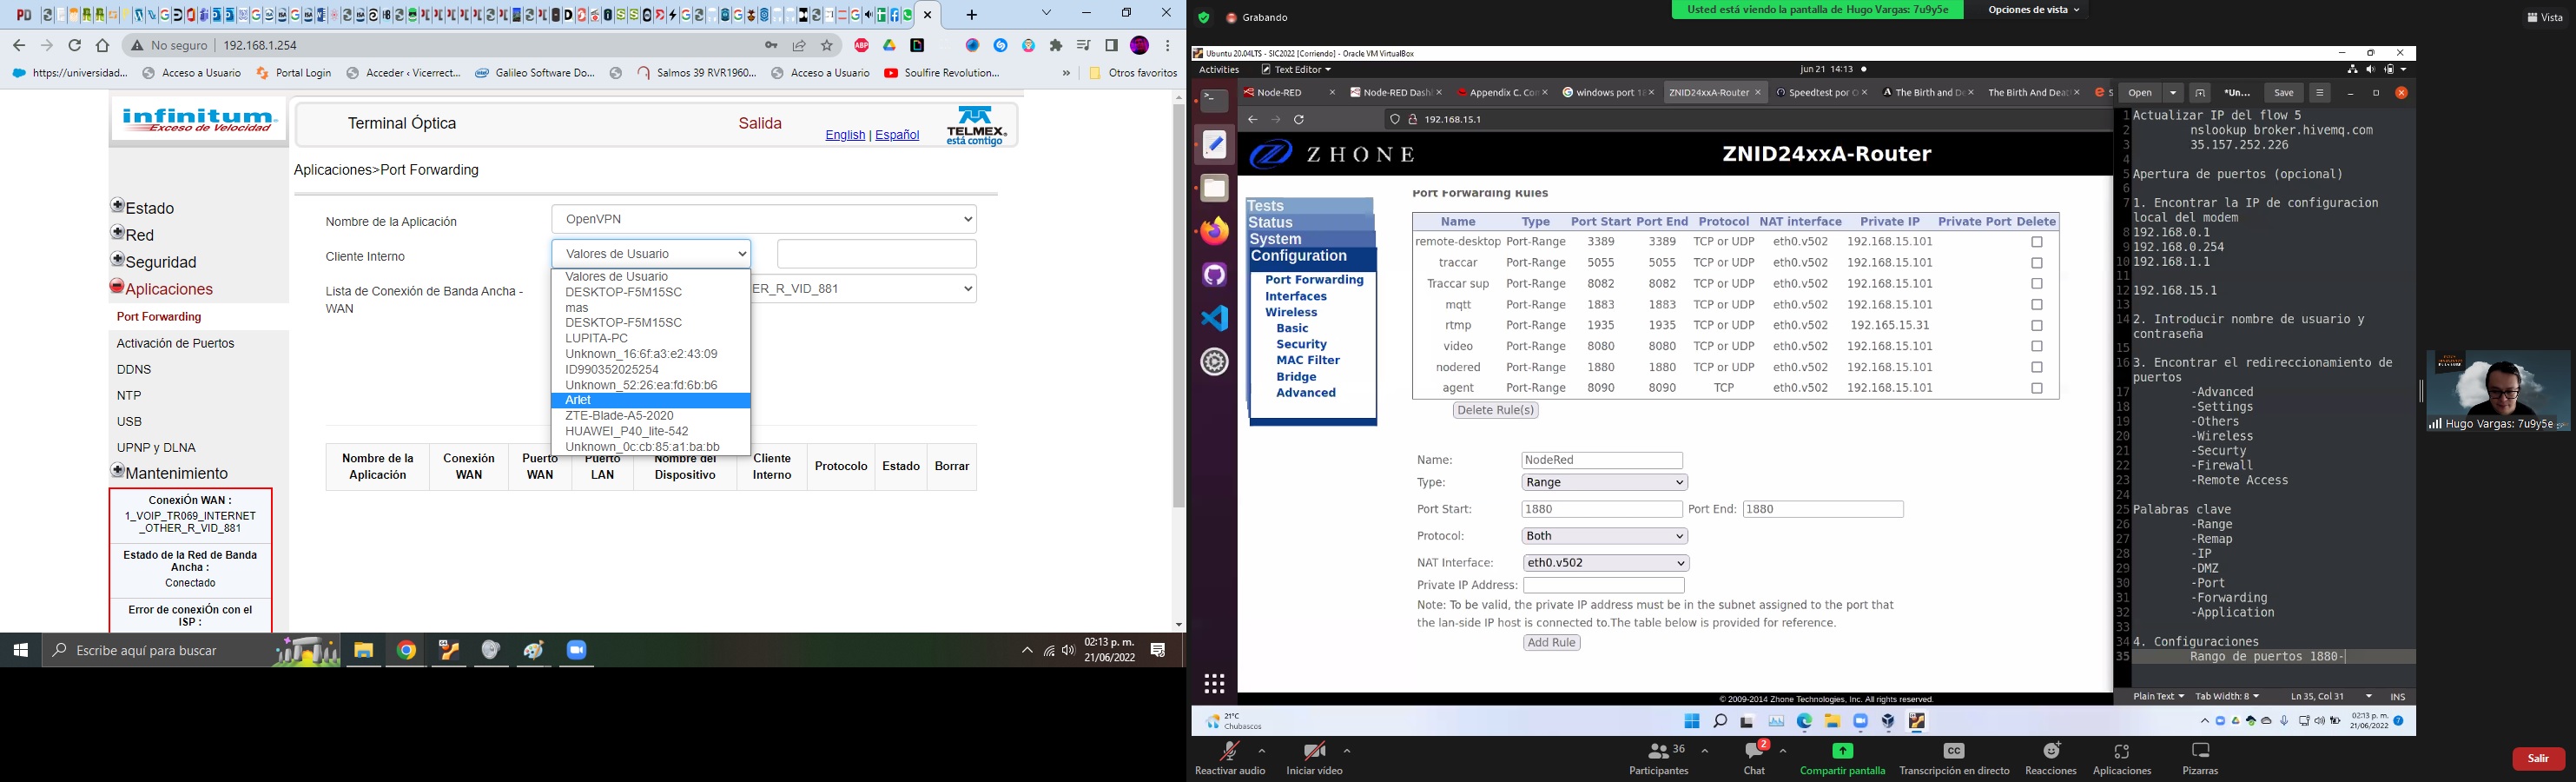 No seguro
192.168.1.254
https://universidad...
Acceso a Usuario
Portal Login
Acceder ‹ Vicerrect...
Galileo Software Do...
Salmos 39 RVR1960...
Acceso a Usuario
Soulfire Revolution...
»
Otros favoritos
infinitum
Exceso de Velocidad
Terminal Óptica
Salida
English | Español
TELMEX
está contigo
Aplicaciones>Port Forwarding
Estado
Red
Seguridad
Aplicaciones
Port Forwarding
Activación de Puertos
DDNS
NTP
USB
UPNP y DLNA
Mantenimiento
ConexiÓn WAN :
1_VOIP_TR069_INTERNET
_OTHER_R_VID_881
Estado de la Red de Banda
Ancha :
Conectado
Error de conexiÓn con el
ISP :
Nombre de la Aplicación
OpenVPN
Cliente Interno
Valores de Usuario
Lista de Conexión de Banda Ancha -
WAN
ER_R_VID_881
Valores de Usuario
DESKTOP-F5M15SC
mas
DESKTOP-F5M15SC
LUPITA-PC
Unknown_16:6f:a3:e2:43:09
ID990352025254
Unknown_52:26:ea:fd:6b:b6
Arlet
ZTE-Blade-A5-2020
HUAWEI_P40_lite-542
Unknown_0c:cb:85:a1:ba:bb
Nombre de la Aplicación
Conexión WAN
Puerto WAN
Puerto LAN
Nombre del Dispositivo
Cliente Interno
Protocolo
Estado
Borrar
Escribe aquí para buscar
02:13 p. m.
21/06/2022
Grabando
Usted está viendo la pantalla de Hugo Vargas: 7u9y5e
Opciones de vista
Vista
Ubuntu 20.04LTS - SIC2022 [Corriendo] - Oracle VM VirtualBox
Activities
Text Editor
jun 21 14:13
Node-RED
Node-RED Dash
Appendix C. Con
windows port 18
ZNID24xxA-Router
Speedtest por O
The Birth and De
The Birth And Deat
192.168.15.1
ZHONE
ZNID24xxA-Router
Tests
Status
System
Configuration
Port Forwarding
Interfaces
Wireless
Basic
Security
MAC Filter
Bridge
Advanced
Port Forwarding Rules
Name Type Port Start Port End Protocol NAT interface Private IP Private Port Delete
remote-desktop Port-Range 3389 3389 TCP or UDP eth0.v502 192.168.15.101
traccar Port-Range 5055 5055 TCP or UDP eth0.v502 192.168.15.101
Traccar sup Port-Range 8082 8082 TCP or UDP eth0.v502 192.168.15.101
mqtt Port-Range 1883 1883 TCP or UDP eth0.v502 192.168.15.101
rtmp Port-Range 1935 1935 TCP or UDP eth0.v502 192.165.15.31
video Port-Range 8080 8080 TCP or UDP eth0.v502 192.168.15.101
nodered Port-Range 1880 1880 TCP or UDP eth0.v502 192.168.15.101
agent Port-Range 8090 8090 TCP eth0.v502 192.168.15.101
Delete Rule(s)
Name: NodeRed
Type: Range
Port Start: 1880 Port End: 1880
Protocol: Both
NAT Interface: eth0.v502
Private IP Address:
Note: To be valid, the private IP address must be in the subnet assigned to the port that
the lan-side IP host is connected to.The table below is provided for reference.
Add Rule
© 2009-2014 Zhone Technologies, Inc. All rights reserved.
Open
*Un...
Save
1 Actualizar IP del flow 5
2 nslookup broker.hivemq.com
3 35.157.252.226
4
5 Apertura de puertos (opcional)
6
7 1. Encontrar la IP de configuracion
local del modem
8 192.168.0.1
9 192.168.0.254
10 192.168.1.1
11
12 192.168.15.1
13
14 2. Introducir nombre de usuario y
contraseña
15
16 3. Encontrar el redireccionamiento de
puertos
17 -Advanced
18 -Settings
19 -Others
20 -Wireless
21 -Securty
22 -Firewall
23 -Remote Access
24
25 Palabras clave
26 -Range
27 -Remap
28 -IP
29 -DMZ
30 -Port
31 -Forwarding
32 -Application
33
34 4. Configuraciones
35 Rango de puertos 1880-
Plain Text
Tab Width: 8
Ln 35, Col 31
INS
21°C
Chubascos
02:13 p. m.
21/06/2022
Hugo Vargas: 7u9y5e
Reactivar audio
Iniciar video
Participantes
36
Chat
2
Compartir pantalla
Transcripción en directo
Reacciones
Aplicaciones
Pizarras
Salir